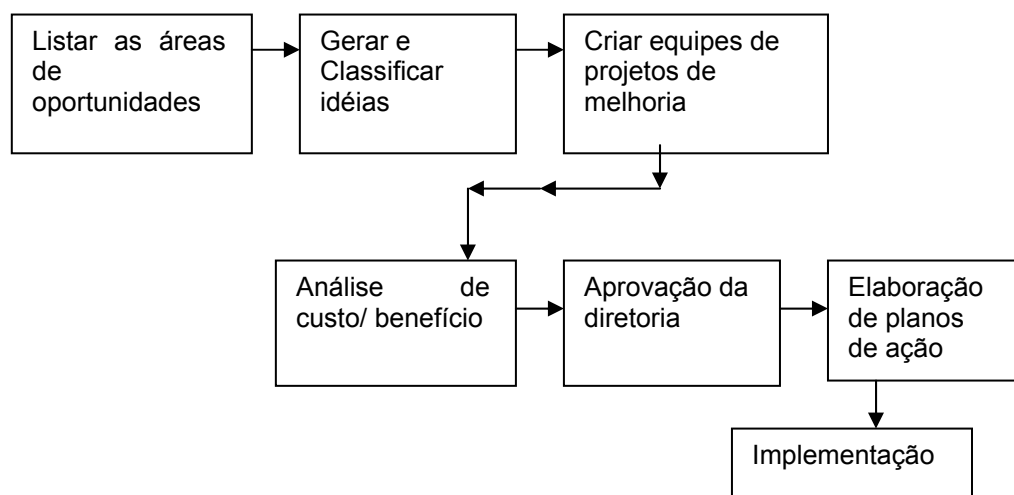 Listar as áreas
de
oportunidades
Gerar e
Classificar
idéias
Criar equipes de
projetos de
melhoria
Análise de
custo/ benefício
Aprovação da
diretoria
Elaboração
de planos
de ação
Implementação